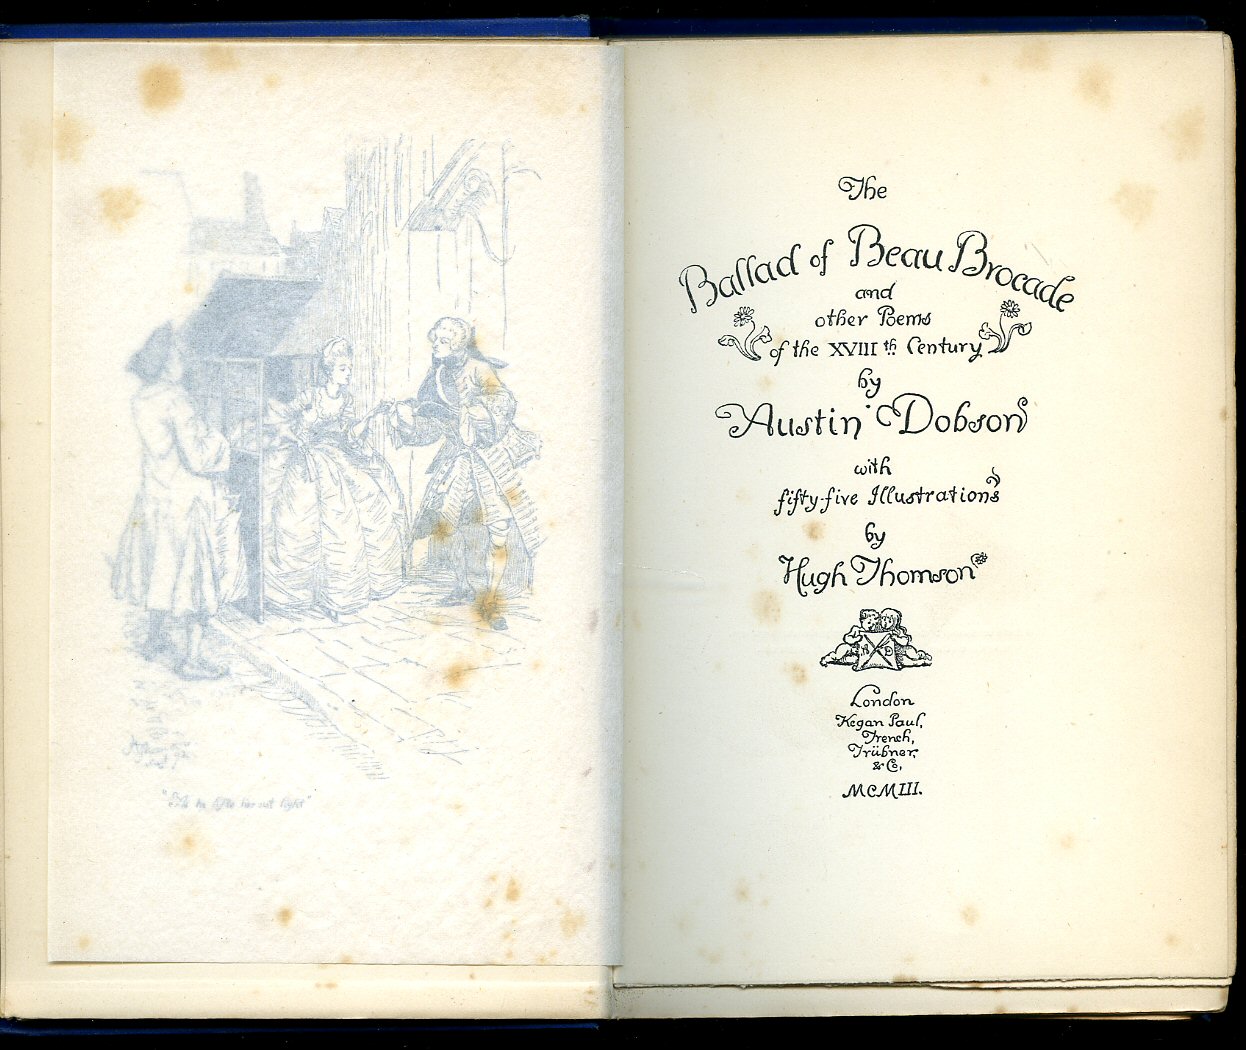 The
Ballad of Beau Brocade
and
other Poems
of the XVIII th Century
by
Austin Dobson
with
fifty-five Illustrations
by
Hugh Thomson
A D
London
Kegan Paul,
Trench,
Trübner,
& Co.
MCMIII.